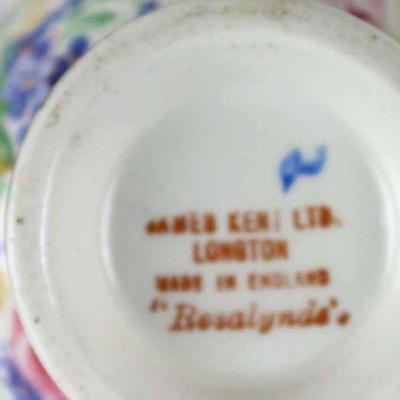 JAMES KENT LTD.
LONGTON
MADE IN ENGLAND
"Rosalynde".